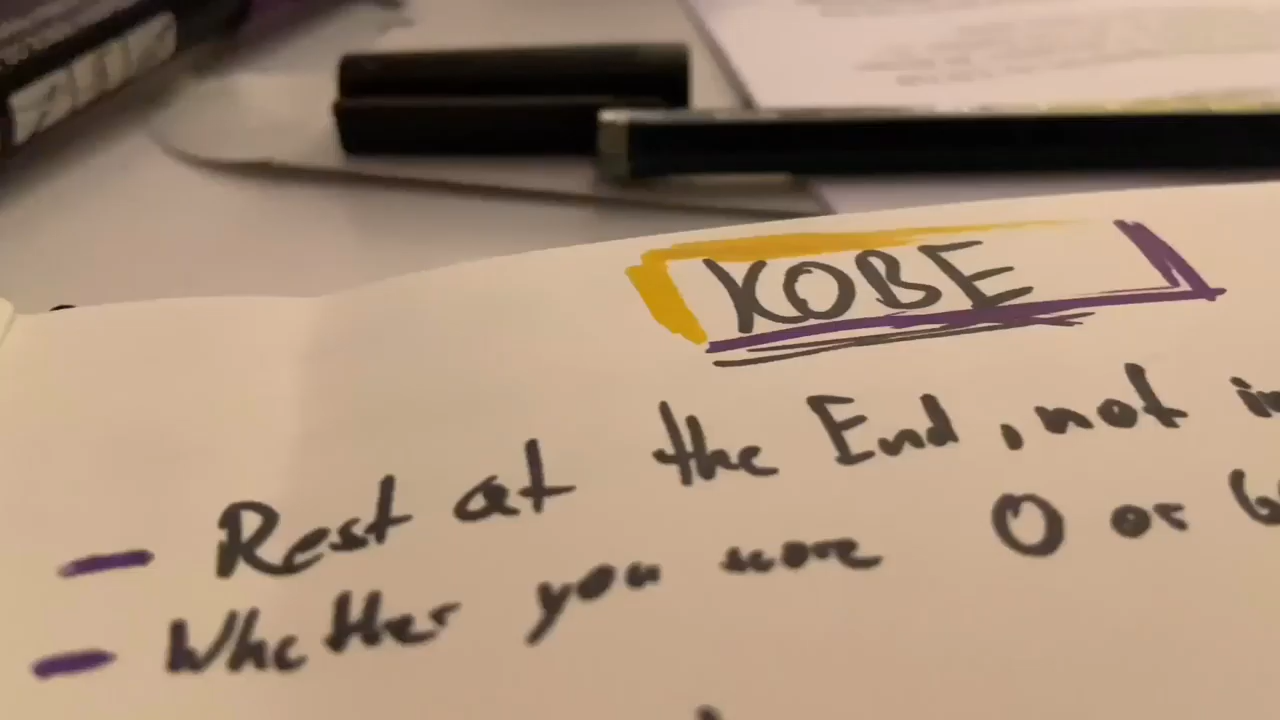 KOBE
- Rest at the End, not
- Whether you score 0 or